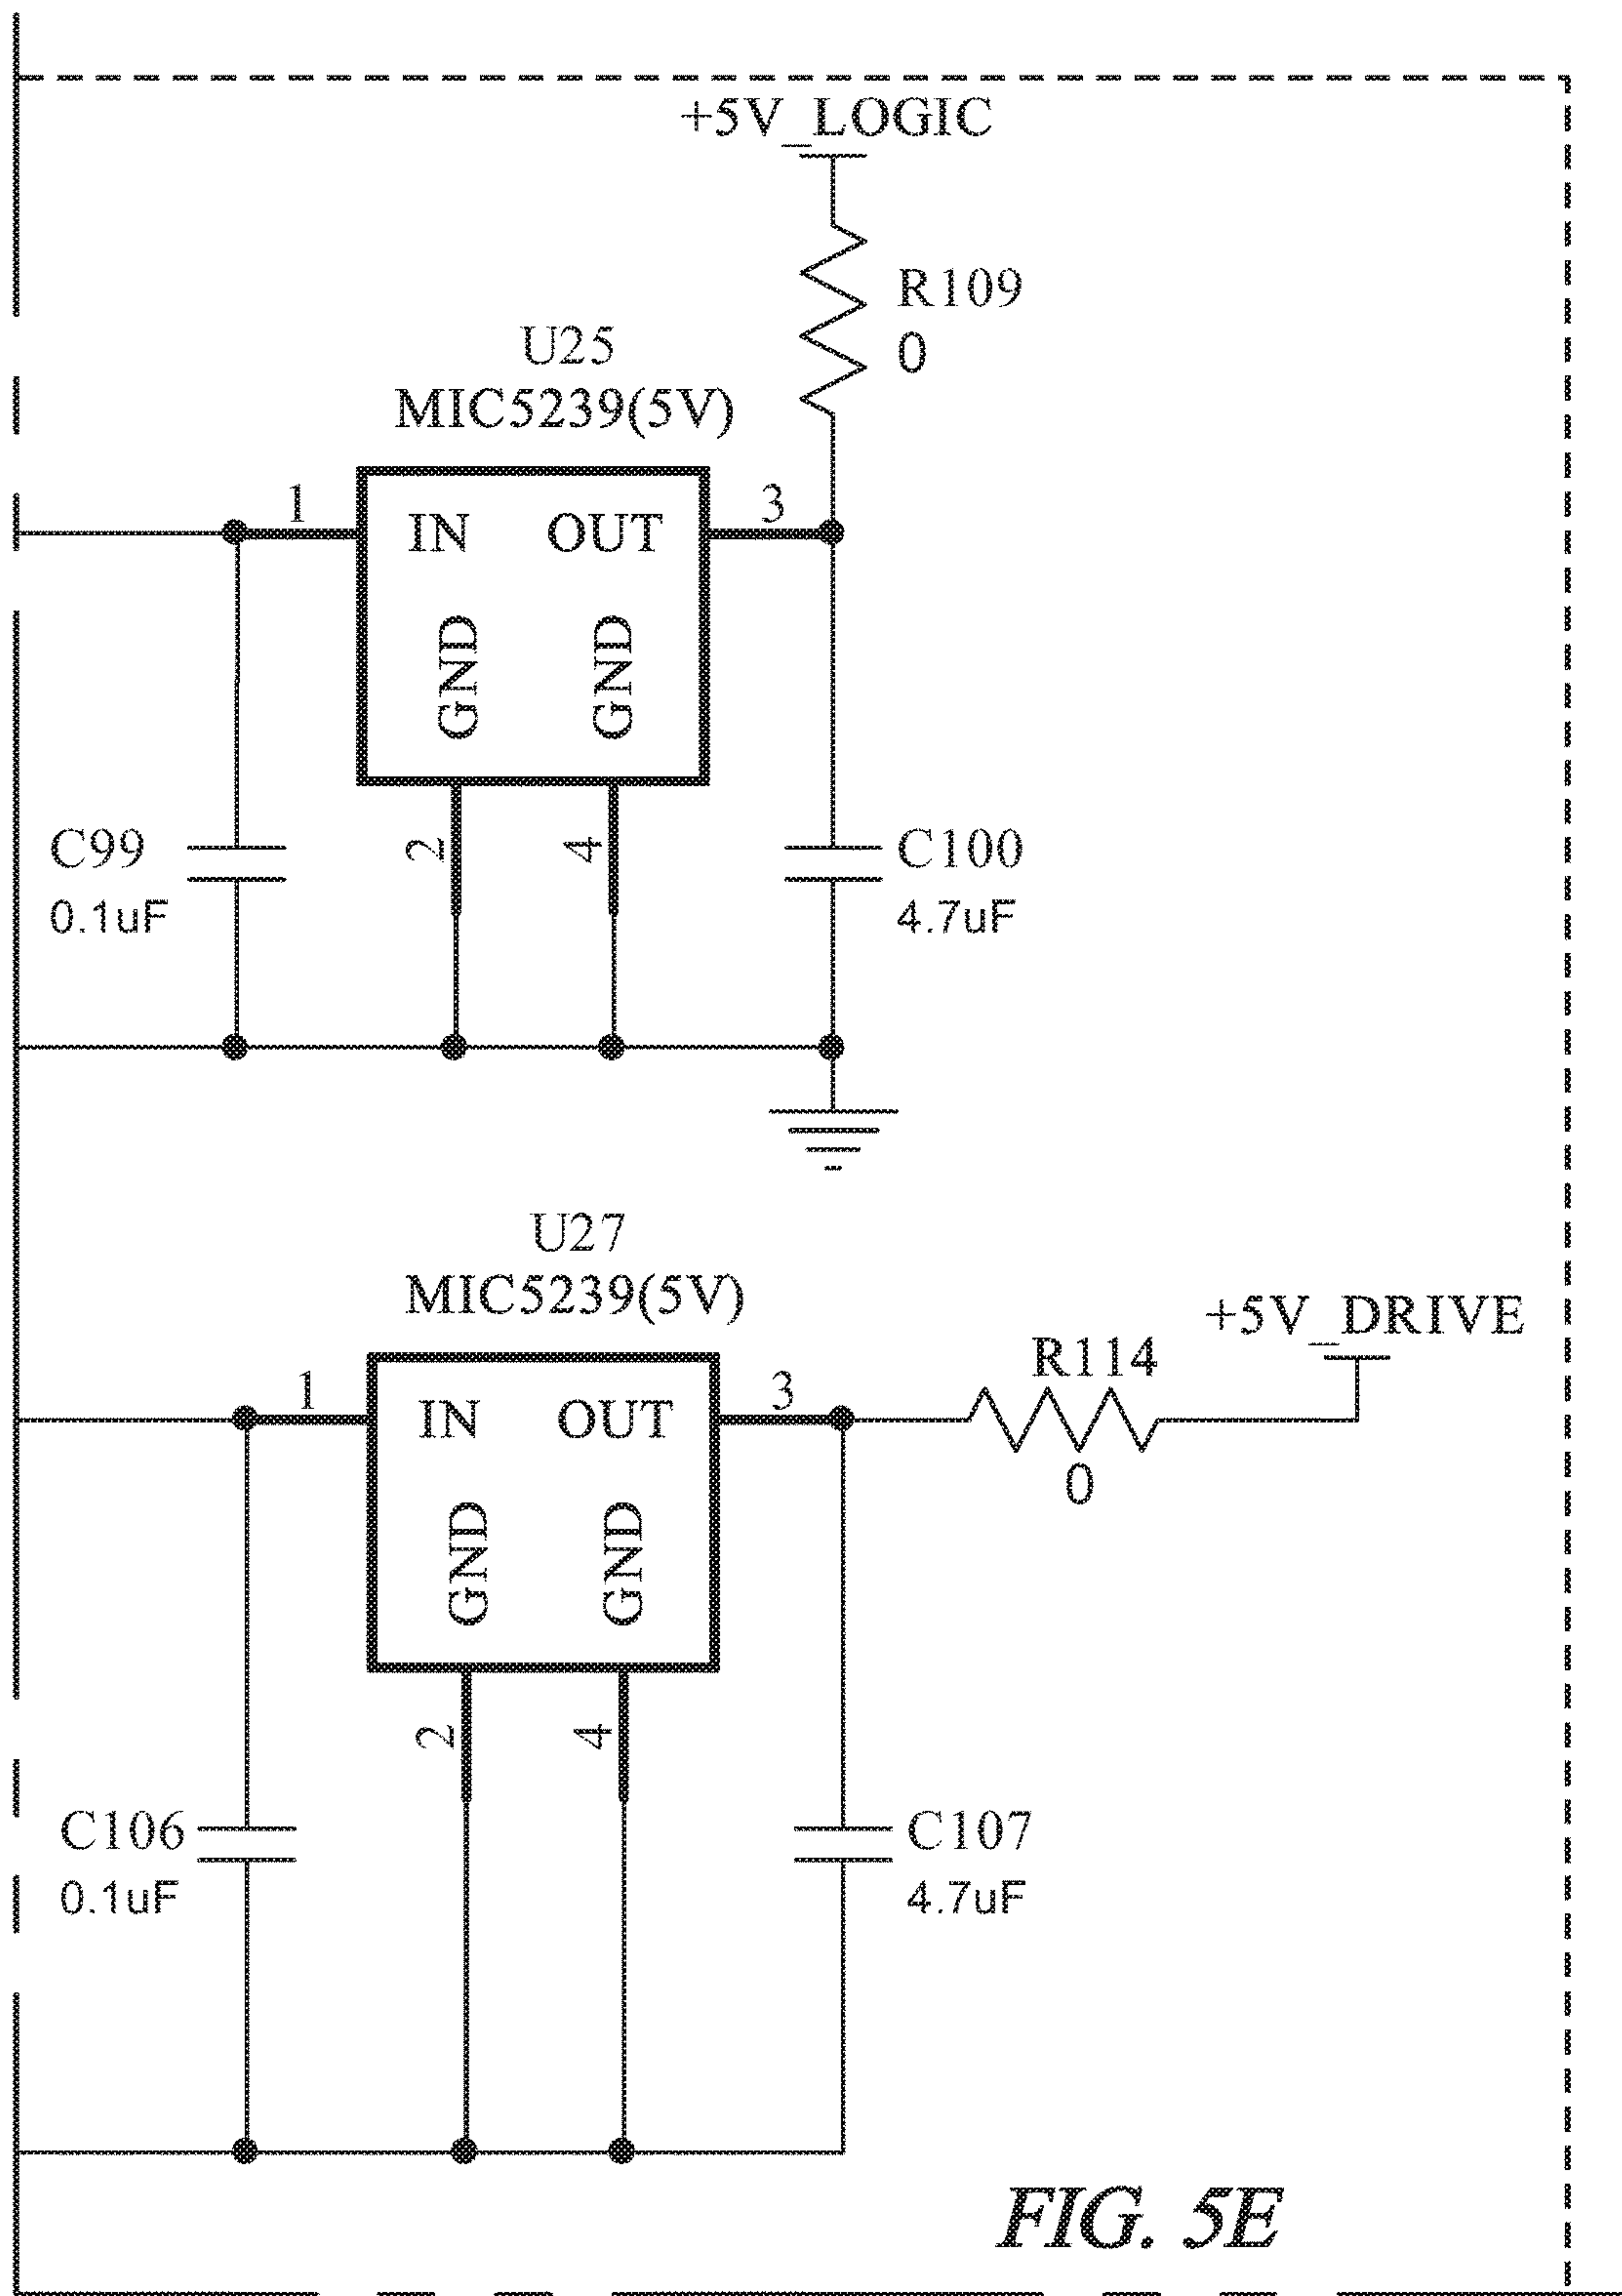 +5V_LOGIC
R109
0
U25
MIC5239(5V)
1
3
IN OUT
GND GND
2
4
C99
0.1uF
C100
4.7uF
U27
MIC5239(5V)
+5V_DRIVE
R114
0
1
3
IN OUT
GND GND
2
4
C106
0.1uF
C107
4.7uF
FIG. 5E